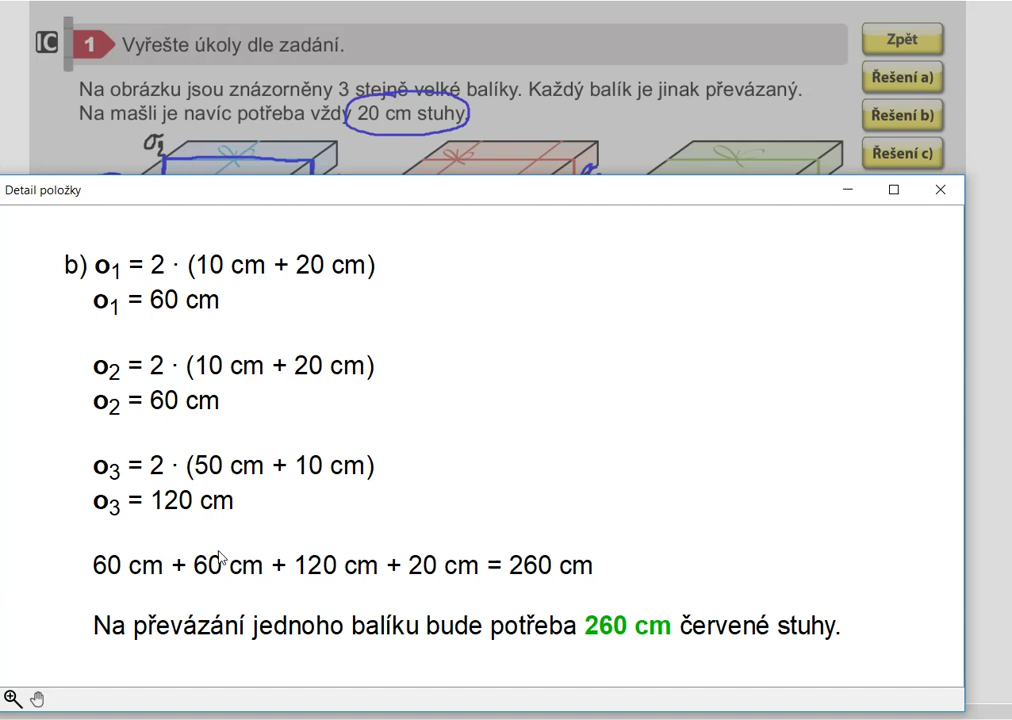 1 Vyřešte úkoly dle zadání.
Zpět
Řešení a)
Řešení b)
Řešení c)
Na obrázku jsou znázorněny 3 stejně velké balíky. Každý balík je jinak převázaný.
Na mašli je navíc potřeba vždy 20 cm stuhy.
Detail položky
b) o1 = 2 · (10 cm + 20 cm)
o1 = 60 cm
o2 = 2 · (10 cm + 20 cm)
o2 = 60 cm
o3 = 2 · (50 cm + 10 cm)
o3 = 120 cm
60 cm + 60 cm + 120 cm + 20 cm = 260 cm
Na převázání jednoho balíku bude potřeba 260 cm červené stuhy.